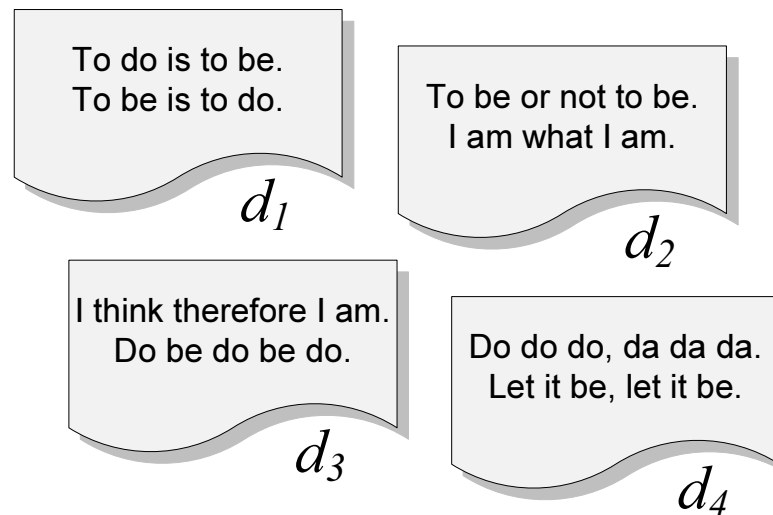 To do is to be.
To be is to do.
d1
To be or not to be.
I am what I am.
d2
I think therefore I am.
Do be do be do.
d3
Do do do, da da da.
Let it be, let it be.
d4